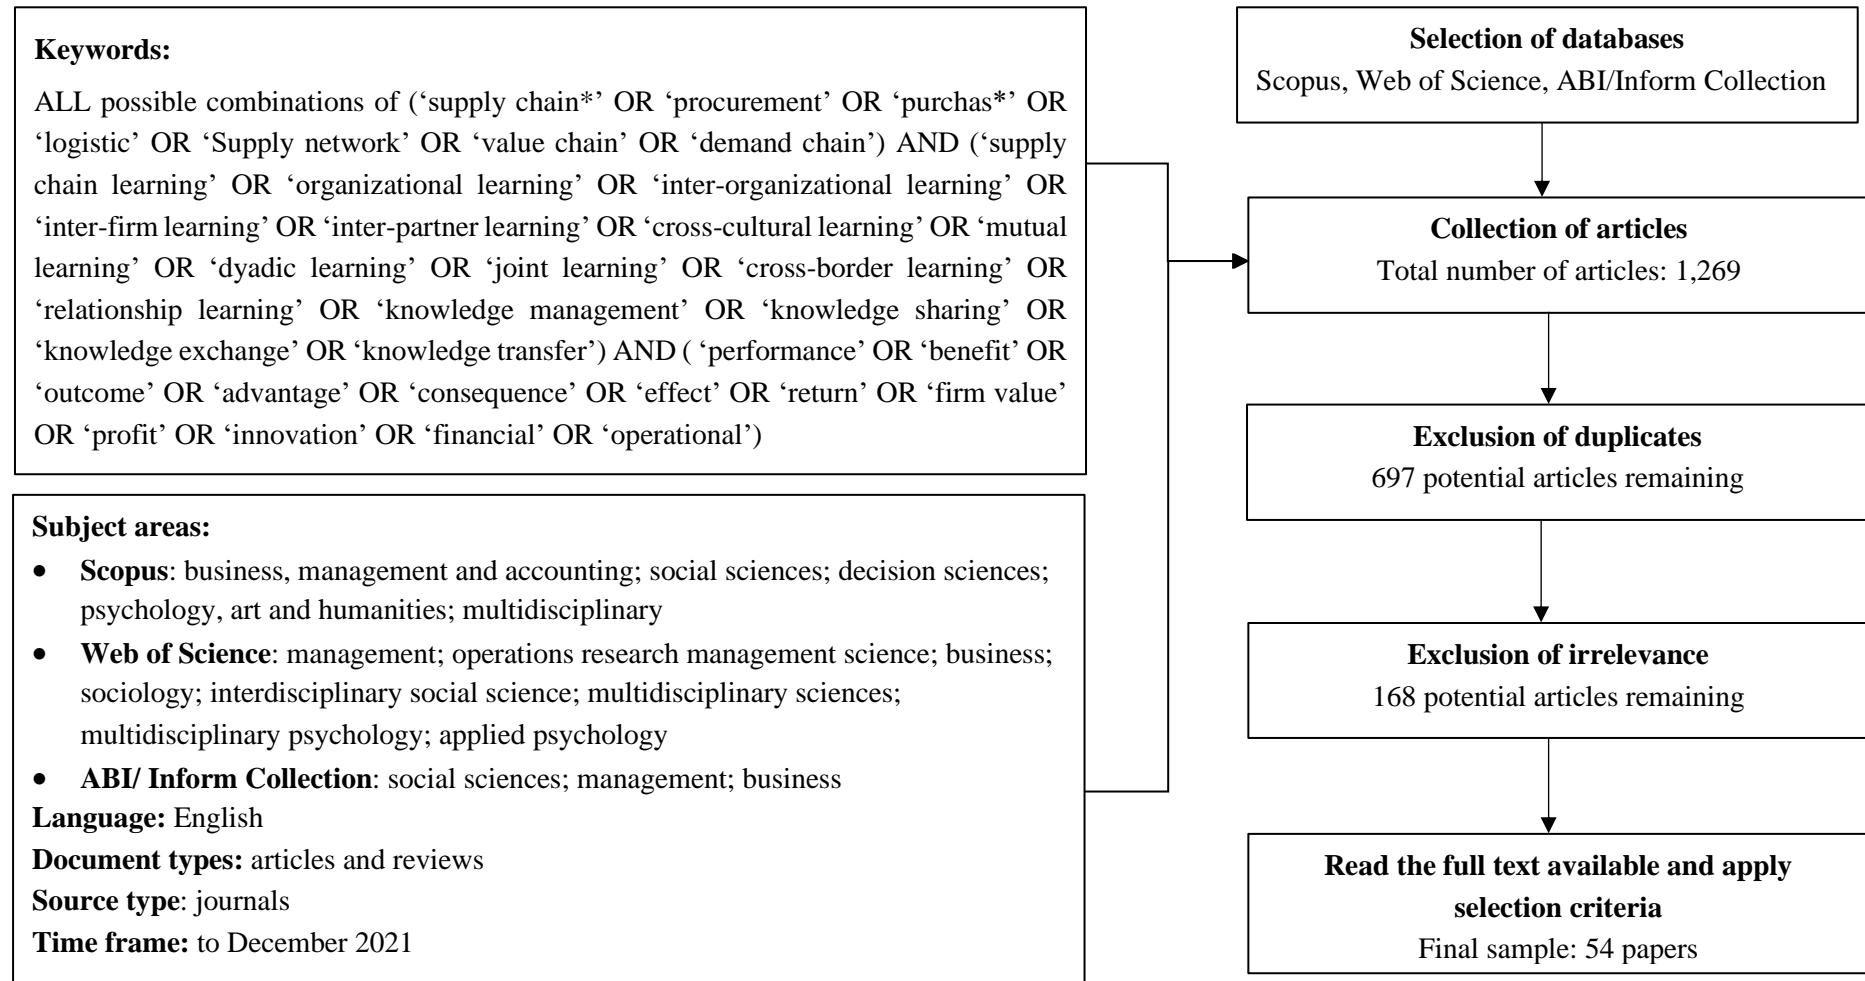 Keywords:
ALL possible combinations of (‘supply chain*’ OR ‘procurement’ OR ‘purchas*’ OR
‘logistic’ OR ‘Supply network’ OR ‘value chain’ OR ‘demand chain’) AND (‘supply
chain learning’ OR ‘organizational learning’ OR ‘inter-organizational learning’ OR
‘inter-firm learning’ OR ‘inter-partner learning’ OR ‘cross-cultural learning’ OR ‘mutual
learning’ OR ‘dyadic learning’ OR ‘joint learning’ OR ‘cross-border learning’ OR
‘relationship learning’ OR ‘knowledge management’ OR ‘knowledge sharing’ OR
‘knowledge exchange’ OR ‘knowledge transfer’) AND ( ‘performance’ OR ‘benefit’ OR
‘outcome’ OR ‘advantage’ OR ‘consequence’ OR ‘effect’ OR ‘return’ OR ‘firm value’
OR ‘profit’ OR ‘innovation’ OR ‘financial’ OR ‘operational’)
Subject areas:
• Scopus: business, management and accounting; social sciences; decision sciences;
psychology, art and humanities; multidisciplinary
• Web of Science: management; operations research management science; business;
sociology; interdisciplinary social science; multidisciplinary sciences;
multidisciplinary psychology; applied psychology
• ABI/ Inform Collection: social sciences; management; business
Language: English
Document types: articles and reviews
Source type: journals
Time frame: to December 2021
Selection of databases
Scopus, Web of Science, ABI/Inform Collection
Collection of articles
Total number of articles: 1,269
Exclusion of duplicates
697 potential articles remaining
Exclusion of irrelevance
168 potential articles remaining
Read the full text available and apply
selection criteria
Final sample: 54 papers